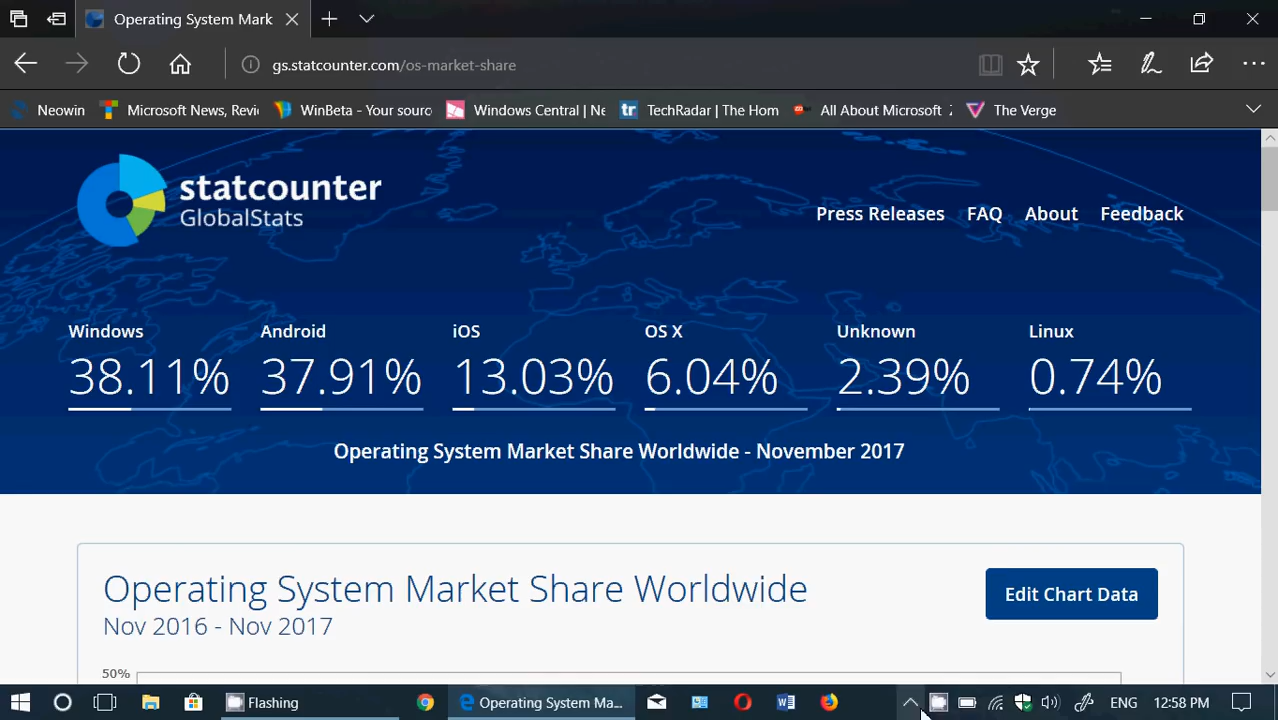 Operating System Mark
gs.statcounter.com/os-market-share
Neowin Microsoft News, Revi WinBeta - Your sourc Windows Central | Ne tr TechRadar | The Hom All About Microsoft The Verge
statcounter
GlobalStats
Press Releases FAQ About Feedback
Windows Android iOS OS X Unknown Linux
38.11% 37.91% 13.03% 6.04% 2.39% 0.74%
Operating System Market Share Worldwide - November 2017
Operating System Market Share Worldwide
Nov 2016 - Nov 2017
Edit Chart Data
50%
Flashing Operating System Ma... ENG 12:58 PM